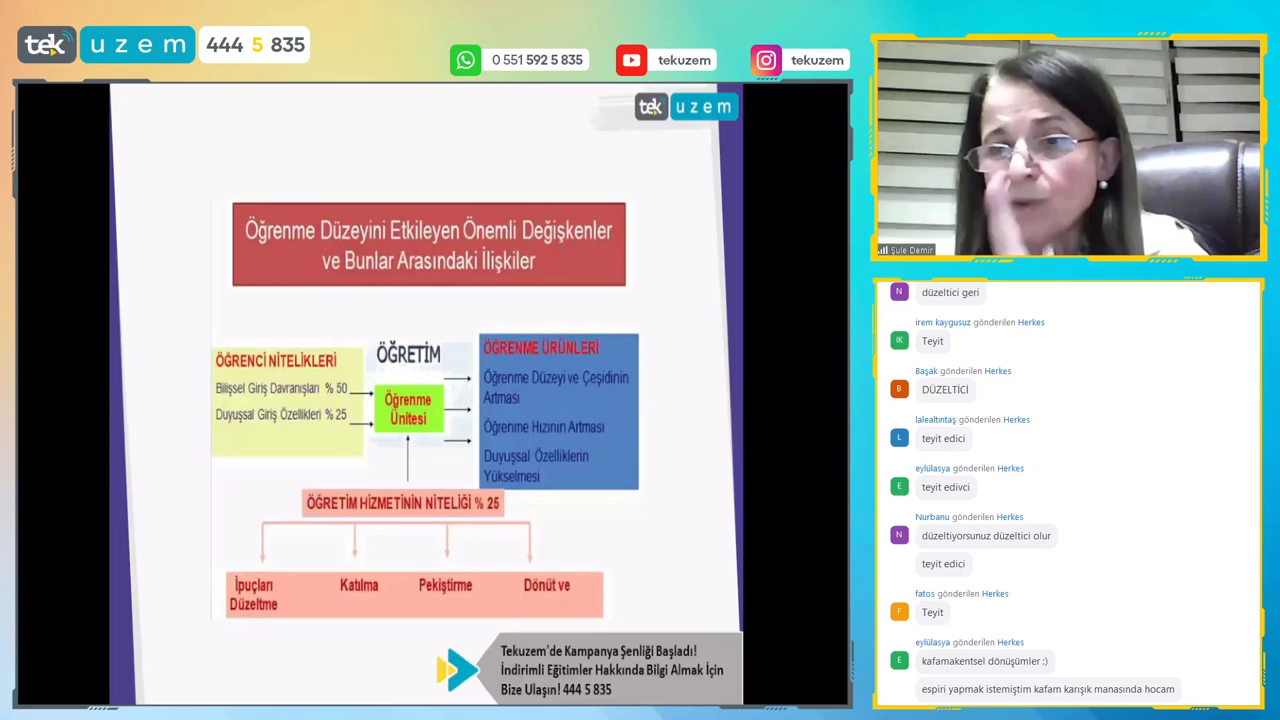 tek uzem 444 5 835
0 551 592 5 835
tekuzem
tekuzem
tek uzem
Öğrenme Düzeyini Etkileyen Önemli Değişkenler
ve Bunlar Arasındaki İlişkiler
ÖĞRENCİ NİTELİKLERİ
Bilişsel Giriş Davranışları % 50
Duyuşsal Giriş Özellikleri % 25
ÖĞRETİM
Öğrenme
Ünitesi
ÖĞRENME ÜRÜNLERİ
Öğrenme Düzeyi ve Çeşidinin
Artması
Öğrenme Hızının Artması
Duyuşsal Özelliklerin
Yükselmesi
ÖĞRETİM HİZMETİNİN NİTELİĞİ % 25
İpuçları Katılma Pekiştirme Dönüt ve
Düzeltme
Tekuzem'de Kampanya Şenliği Başladı!
İndirimli Eğitimler Hakkında Bilgi Almak İçin
Bize Ulaşın! 444 5 835
Şule Demir
N
düzeltici geri
irem kaygusuz gönderilen Herkes
IK
Teyit
Başak gönderilen Herkes
B
DÜZELTİCİ
lalealtıntaş gönderilen Herkes
L
teyit edici
eylülasya gönderilen Herkes
E
teyit edivci
Nurbanu gönderilen Herkes
N
düzeltiyorsunuz düzeltici olur
teyit edici
fatos gönderilen Herkes
F
Teyit
eylülasya gönderilen Herkes
E
kafamakentsel dönüşümler :)
espiri yapmak istemiştim kafam karışık manasında hocam